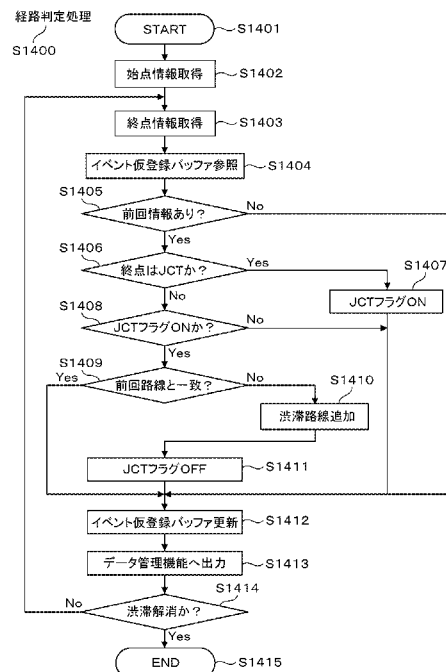 経路判定処理
S1400
START
S1401
始点情報取得
S1402
終点情報取得
S1403
イベント仮登録バッファ参照
S1404
S1405
前回情報あり？
No
Yes
S1406
終点はJCTか？
Yes
No
S1407
JCTフラグON
S1408
JCTフラグONか？
No
Yes
S1409
前回路線と一致？
Yes
No
S1410
渋滞路線追加
JCTフラグOFF
S1411
イベント仮登録バッファ更新
S1412
データ管理機能へ出力
S1413
S1414
渋滞解消か？
No
Yes
END
S1415